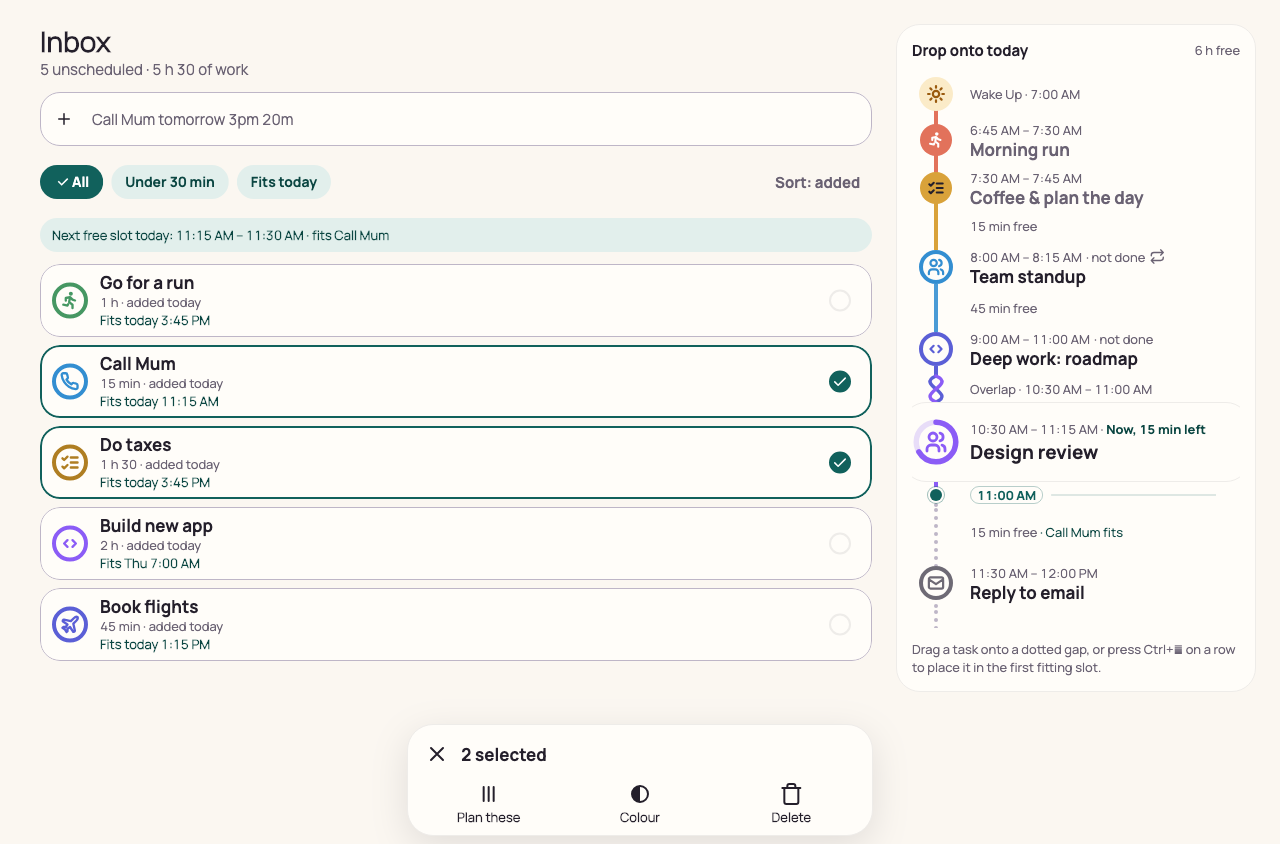 Inbox
5 unscheduled · 5 h 30 of work
Call Mum tomorrow 3pm 20m
All
Under 30 min
Fits today
Sort: added
Next free slot today: 11:15 AM – 11:30 AM · fits Call Mum
Go for a run
1 h · added today
Fits today 3:45 PM
Call Mum
15 min · added today
Fits today 11:15 AM
Do taxes
1 h 30 · added today
Fits today 3:45 PM
Build new app
2 h · added today
Fits Thu 7:00 AM
Book flights
45 min · added today
Fits today 1:15 PM
Drop onto today
6 h free
Wake Up · 7:00 AM
6:45 AM – 7:30 AM
Morning run
7:30 AM – 7:45 AM
Coffee & plan the day
15 min free
8:00 AM – 8:15 AM · not done
Team standup
45 min free
9:00 AM – 11:00 AM · not done
Deep work: roadmap
Overlap · 10:30 AM – 11:00 AM
10:30 AM – 11:15 AM · Now, 15 min left
Design review
11:00 AM
15 min free · Call Mum fits
11:30 AM – 12:00 PM
Reply to email
Drag a task onto a dotted gap, or press Ctrl+ on a row
to place it in the first fitting slot.
2 selected
Plan these
Colour
Delete